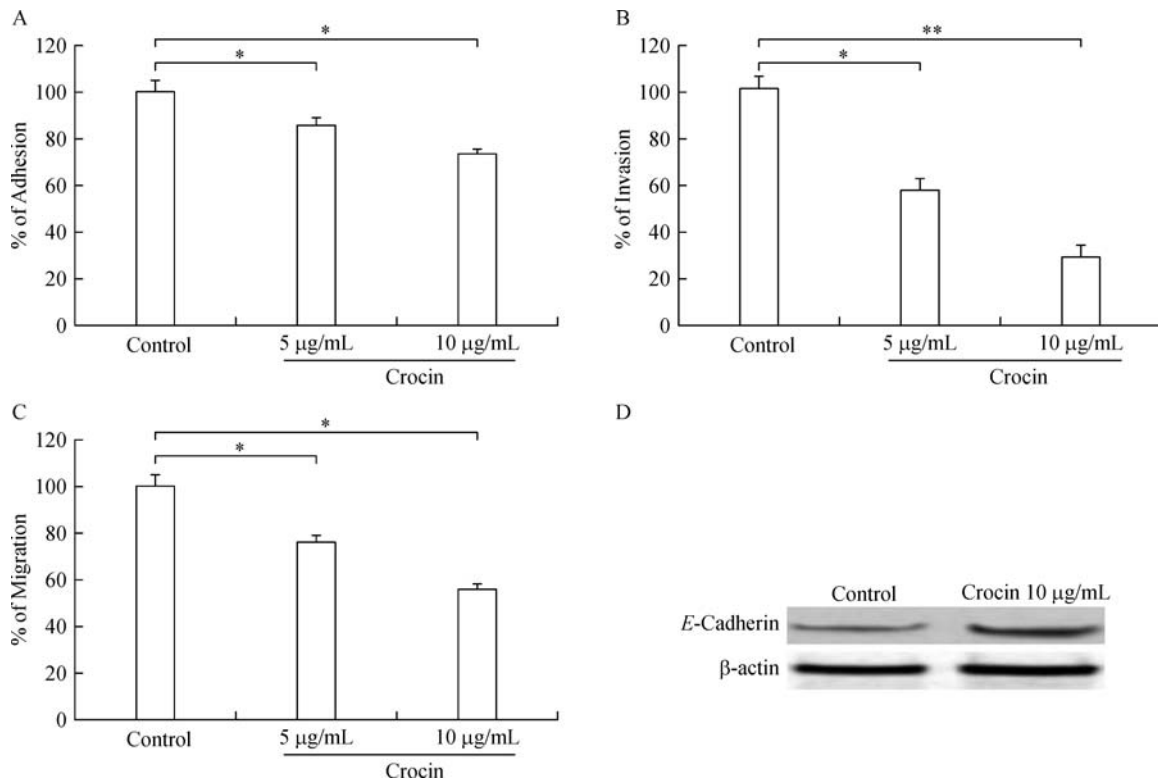 A
120
100
80
60
40
20
0
% of Adhesion
*
*
Control
5 μg/mL
10 μg/mL
Crocin
B
120
100
80
60
40
20
0
% of Invasion
**
*
Control
5 μg/mL
10 μg/mL
Crocin
C
120
100
80
60
40
20
0
% of Migration
*
*
Control
5 μg/mL
10 μg/mL
Crocin
D
Control Crocin 10 μg/mL
E-Cadherin
β-actin